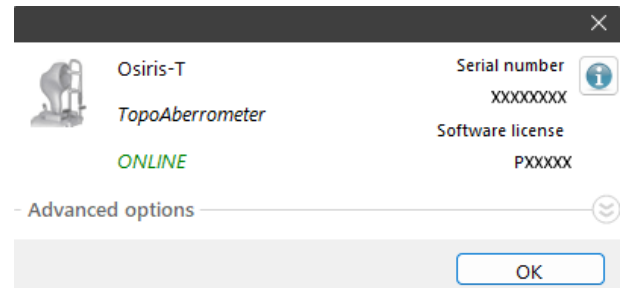 Osiris-T
TopoAberrometer
ONLINE
Serial number
XXXXXXXX
Software license
PXXXXX
Advanced options
OK